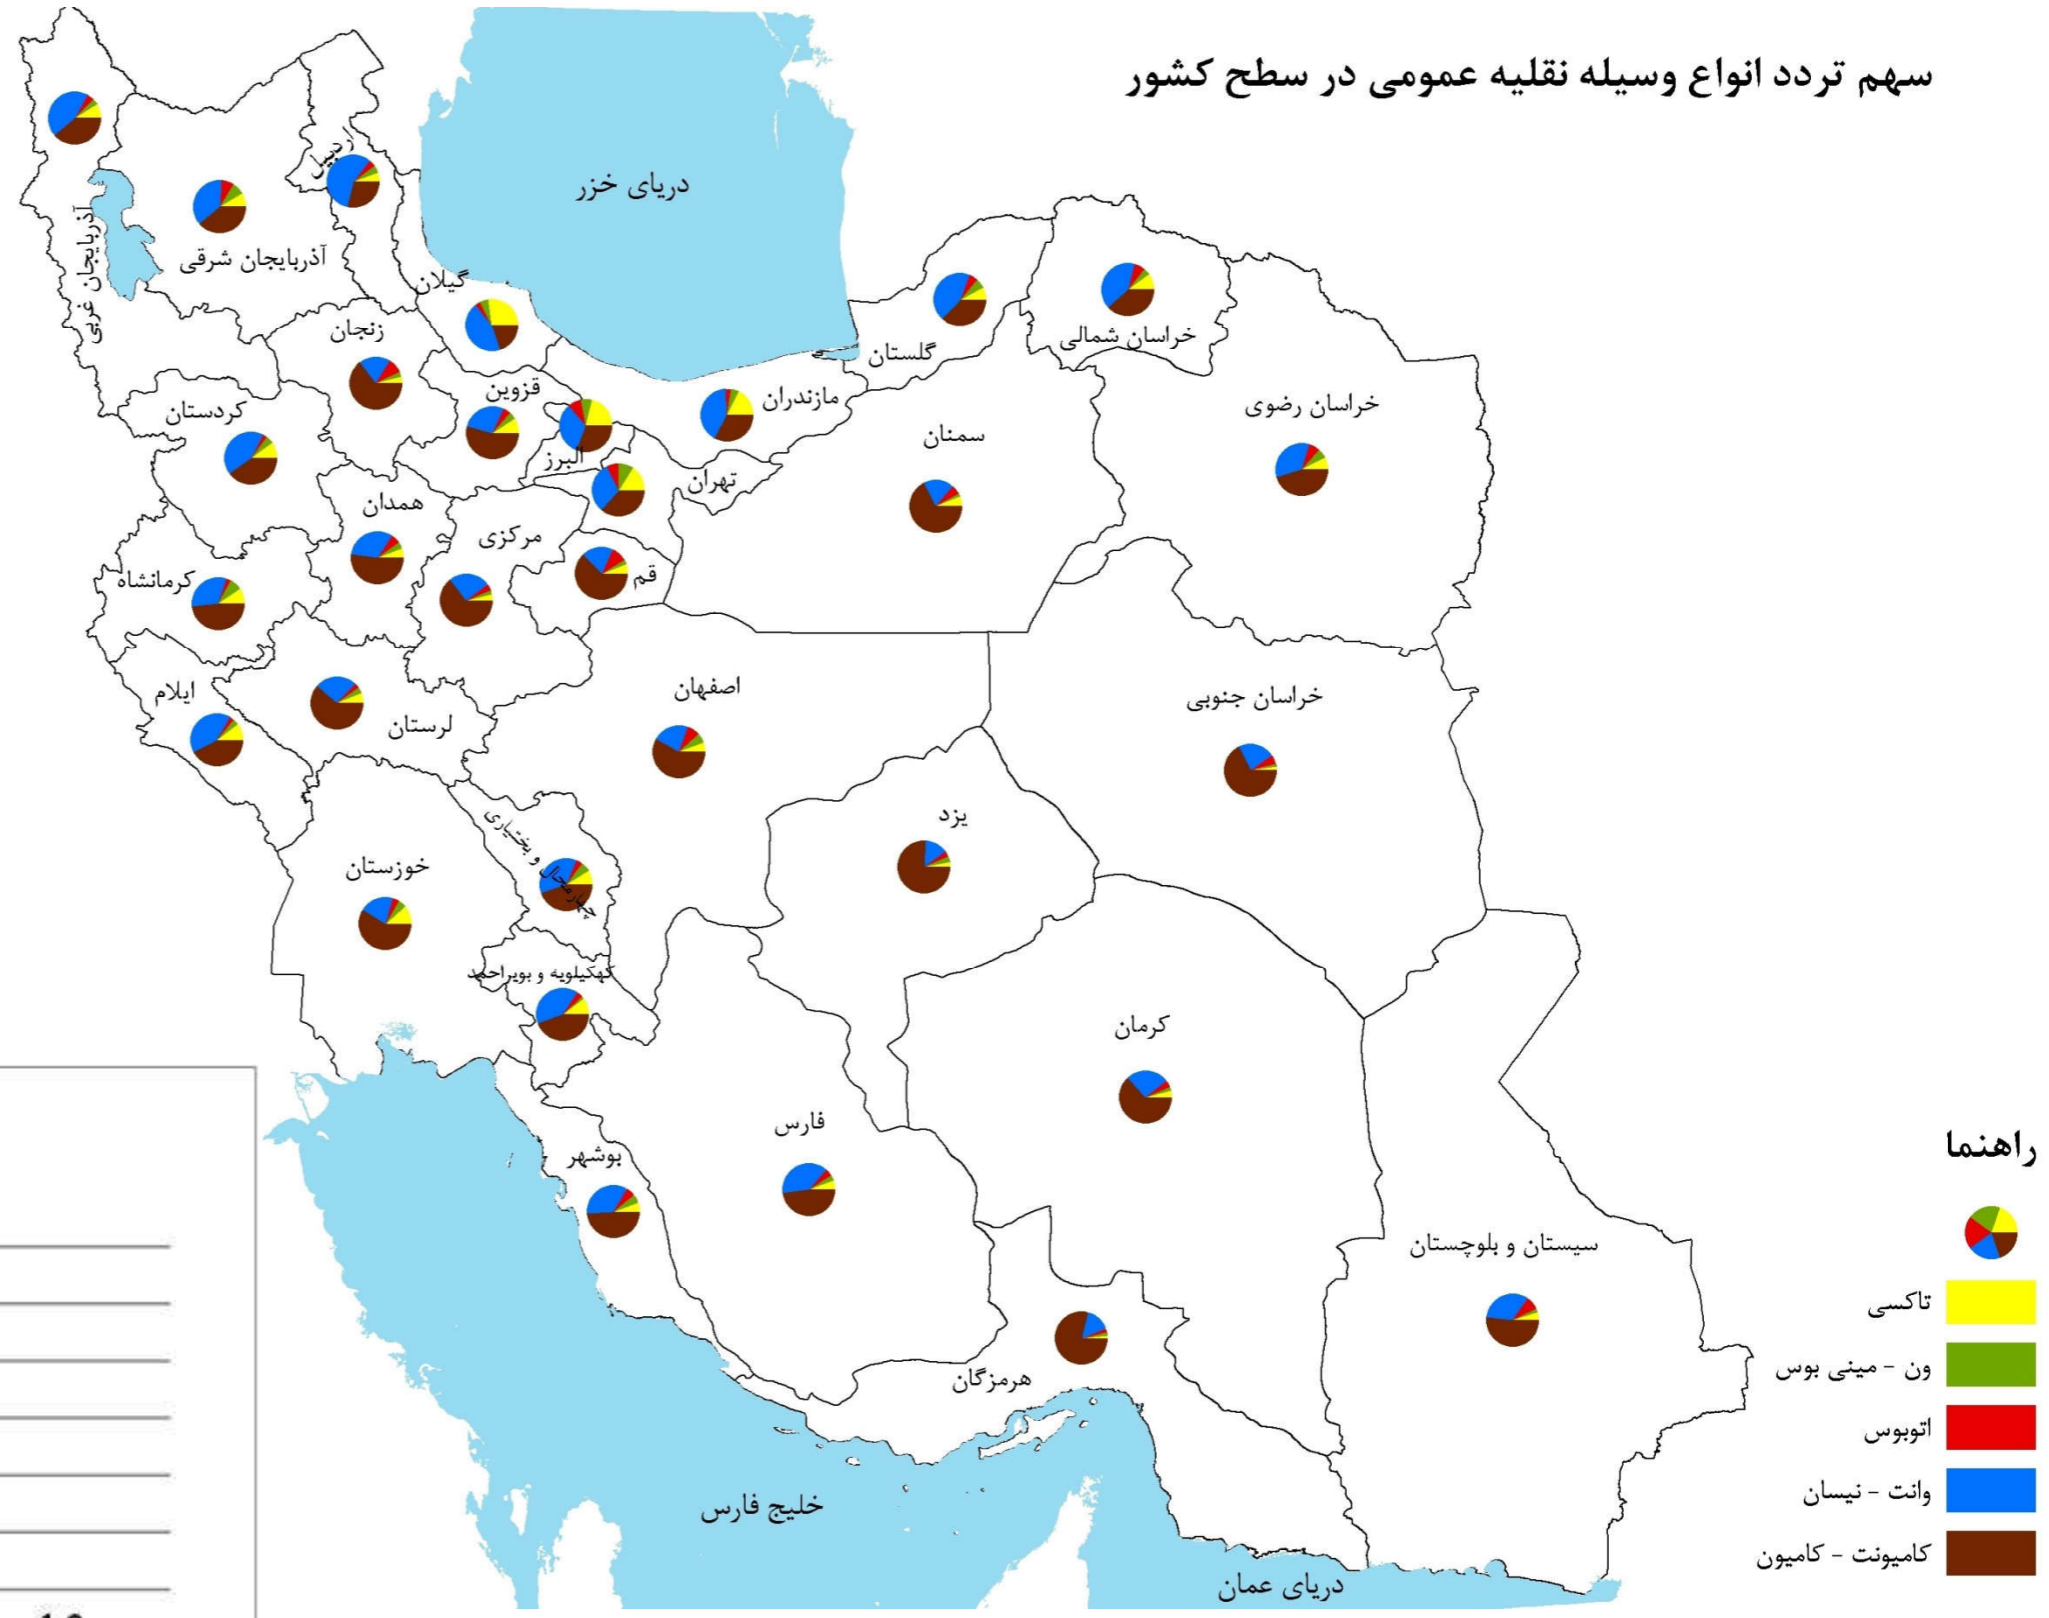 سهم تردد انواع وسیله نقلیه عمومی در سطح کشور
دریای خزر
اردبیل
آذربایجان شرقی
آذربایجان غربی
گیلان
زنجان
گلستان
خراسان شمالی
کردستان
قزوین
مازندران
خراسان رضوی
سمنان
البرز
تهران
همدان
مرکزی
کرمانشاه
قم
ایلام
لرستان
اصفهان
خراسان جنوبی
یزد
چهارمحال و بختیاری
خوزستان
کهکیلویه و بویراحمد
کرمان
فارس
بوشهر
سیستان و بلوچستان
هرمزگان
خلیج فارس
دریای عمان
راهنما
تاکسی
ون - مینی بوس
اتوبوس
وانت - نیسان
کامیونت - کامیون